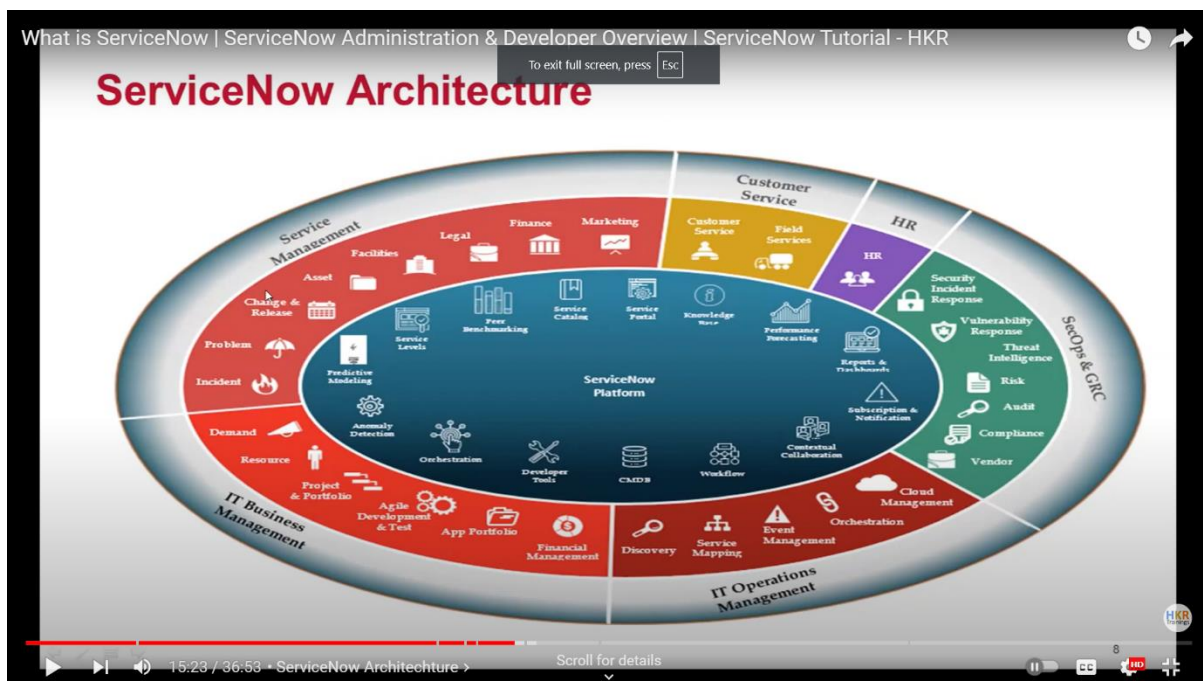 What is ServiceNow | ServiceNow Administration & Developer Overview | ServiceNow Tutorial - HKR
To exit full screen, press Esc
ServiceNow Architecture
Service
Management
Customer
Service
HR
SecOps & GRC
IT Operations
Management
IT Business
Management
Incident
Problem
Change &
Release
Asset
Facilities
Legal
Finance
Marketing
Customer
Service
Field
Services
HR
Security
Incident
Response
Vulnerability
Response
Threat
Intelligence
Risk
Audit
Compliance
Vendor
Cloud
Management
Orchestration
Event
Management
Service
Mapping
Discovery
Financial
Management
App Portfolio
Agile
Development
& Test
Project
& Portfolio
Resource
Demand
Predictive
Modeling
Service
Levels
Peer
Benchmarking
Service
Catalog
Service
Portal
Knowledge
Base
Performance
Forecasting
Reports &
Dashboards
Subscription &
Notification
Contextual
Collaboration
Workflow
CMDB
Developer
Tools
Orchestration
Anomaly
Detection
ServiceNow
Platform
HKR
Trainings
8
15:23 / 36:53 • ServiceNow Architechture >
Scroll for details
CC
HD